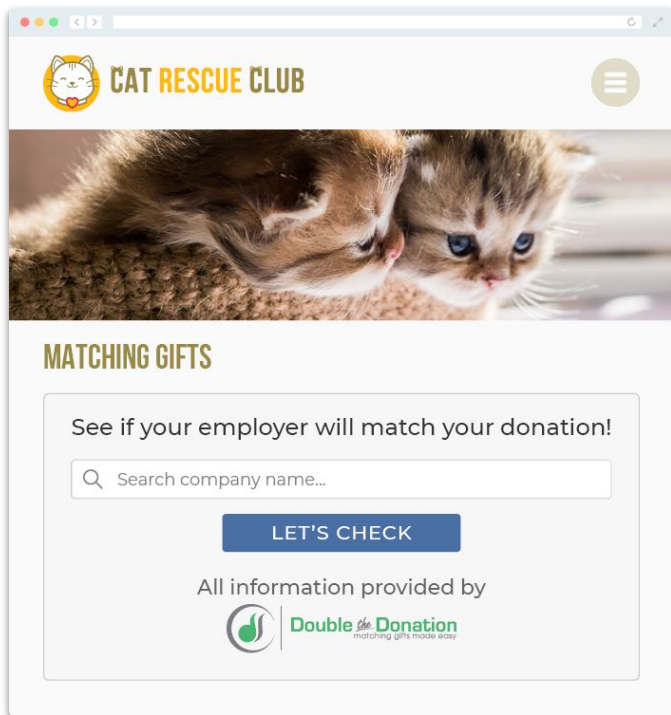 CAT RESCUE CLUB
MATCHING GIFTS
See if your employer will match your donation!
Search company name...
LET'S CHECK
All information provided by
Double the Donation
matching gifts made easy